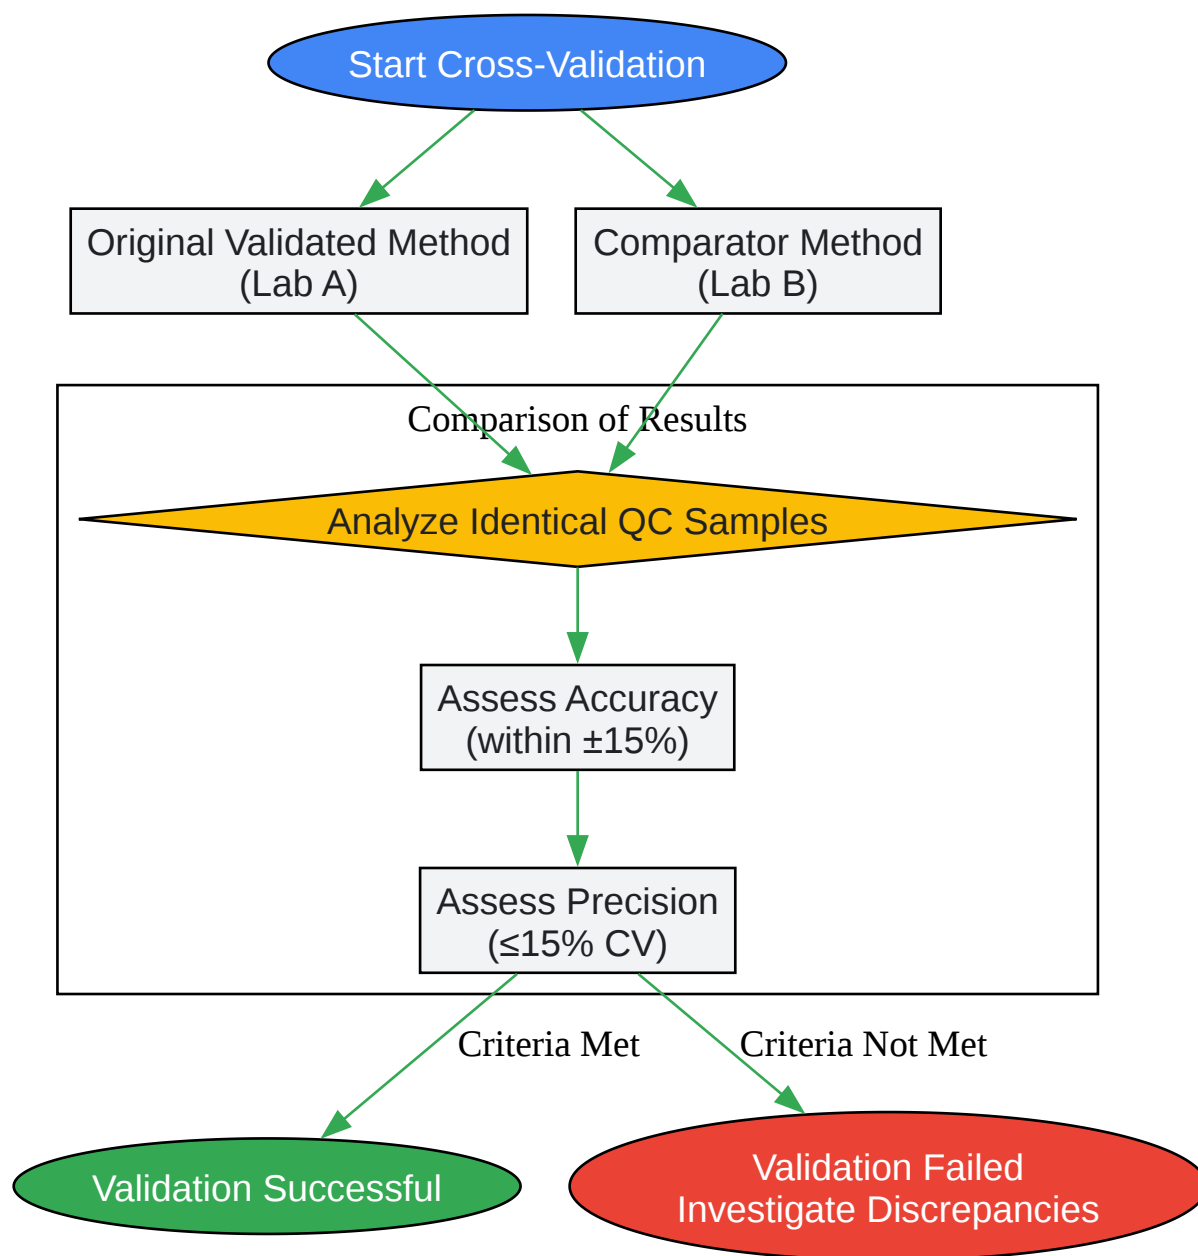 Start Cross-Validation
Original Validated Method
(Lab A)
Comparator Method
(Lab B)
Comparison of Results
Analyze Identical QC Samples
Assess Accuracy
(within ±15%)
Assess Precision
(≤15% CV)
Criteria Met
Criteria Not Met
Validation Successful
Validation Failed
Investigate Discrepancies